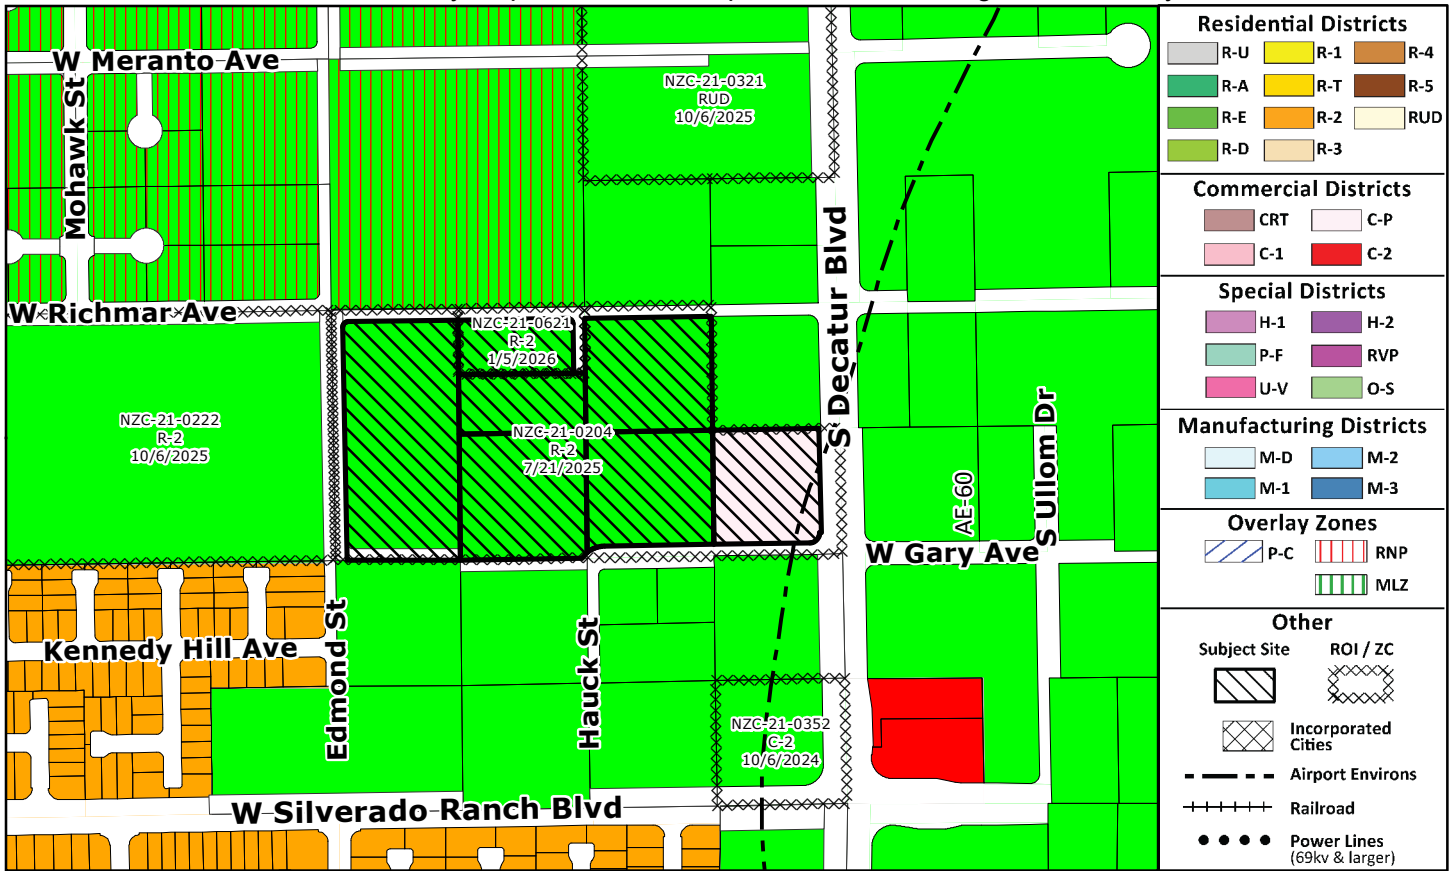 W Meranto Ave
Mohawk St
NZC-21-0321
RUD
10/6/2025
W Richmar Ave
S Decatur Blvd
NZC-21-0621
R-2
1/5/2026
NZC-21-0222
R-2
10/6/2025
NZC-21-0204
R-2
7/21/2025
AE-60
S Ullom Dr
W Gary Ave
Kennedy Hill Ave
Edmond St
Hauck St
NZC-21-0352
C-2
10/6/2024
W Silverado Ranch Blvd
Residential Districts
R-U R-1 R-4
R-A R-T R-5
R-E R-2 RUD
R-D R-3
Commercial Districts
CRT C-P
C-1 C-2
Special Districts
H-1 H-2
P-F RVP
U-V O-S
Manufacturing Districts
M-D M-2
M-1 M-3
Overlay Zones
P-C RNP
MLZ
Other
Subject Site ROI / ZC
Incorporated
Cities
Airport Environs
Railroad
Power Lines
(69kv & larger)